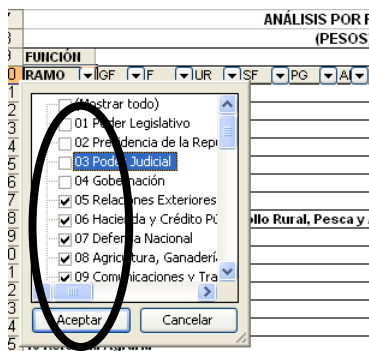 ANÁLISIS POR
(PESOS
FUNCIÓN
RAMO GF F UR SF PG A
(Mostrar todo)
01 Poder Legislativo
02 Presidencia de la Rep
03 Poder Judicial
04 Gobernación
05 Relaciones Exteriores
06 Hacienda y Crédito Pú
ollo Rural, Pesca y
07 Defensa Nacional
08 Agricultura, Ganaderí
09 Comunicaciones y Tra
Aceptar Cancelar